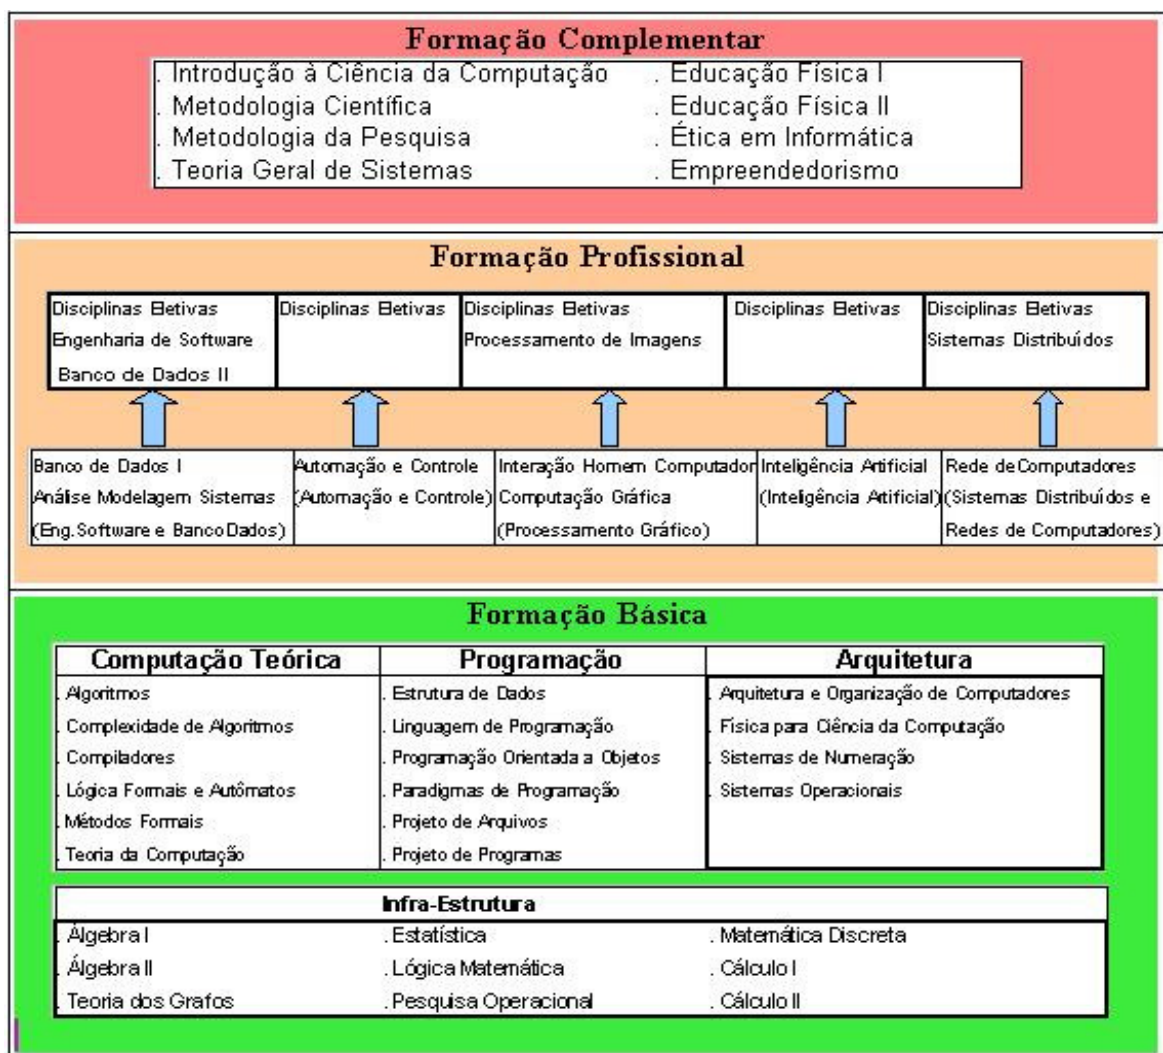 Formação Complementar
. Introdução à Ciência da Computação . Educação Física I
. Metodologia Científica . Educação Física II
. Metodologia da Pesquisa . Ética em Informática
. Teoria Geral de Sistemas . Empreendedorismo
Formação Profissional
Disciplinas Eletivas
Engenharia de Software
Banco de Dados II
Disciplinas Eletivas
Disciplinas Eletivas
Processamento de Imagens
Disciplinas Eletivas
Disciplinas Eletivas
Sistemas Distribuídos
Banco de Dados I
Análise Modelagem Sistemas
(Eng.Software e BancoDados)
Automação e Controle
(Automação e Controle)
Interação Homem Computador
Computação Gráfica
(Processamento Gráfico)
Inteligência Artificial
(Inteligência Artificial)
Rede de Computadores
(Sistemas Distribuídos e
Redes de Computadores)
Formação Básica
Computação Teórica
. Algoritmos
. Complexidade de Algoritmos
. Compiladores
. Lógica Formais e Autômatos
. Métodos Formais
. Teoria da Computação
Programação
. Estrutura de Dados
. Linguagem de Programação
. Programação Orientada a Objetos
. Paradigmas de Programação
. Projeto de Arquivos
. Projeto de Programas
Arquitetura
. Arquitetura e Organização de Computadores
. Física para Ciência da Computação
. Sistemas de Numeração
. Sistemas Operacionais
Infra-Estrutura
. Álgebra I . Estatística . Matemática Discreta
. Álgebra II . Lógica Matemática . Cálculo I
. Teoria dos Grafos . Pesquisa Operacional . Cálculo II